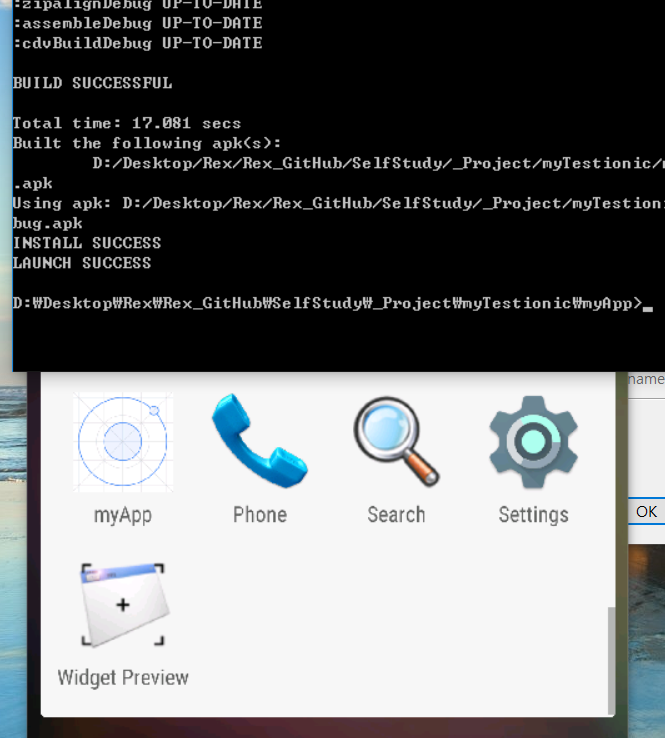 :zipalignDebug UP-TO-DATE
:assembleDebug UP-TO-DATE
:cdvBuildDebug UP-TO-DATE
BUILD SUCCESSFUL
Total time: 17.081 secs
Built the following apk(s):
D:/Desktop/Rex/Rex_GitHub/SelfStudy/_Project/myTestionic/
.apk
Using apk: D:/Desktop/Rex/Rex_GitHub/SelfStudy/_Project/myTestion
bug.apk
INSTALL SUCCESS
LAUNCH SUCCESS
D:₩Desktop₩Rex₩Rex_GitHub₩SelfStudy₩_Project₩myTestionic₩myApp>_
name
myApp
Phone
Search
Settings
OK
Widget Preview